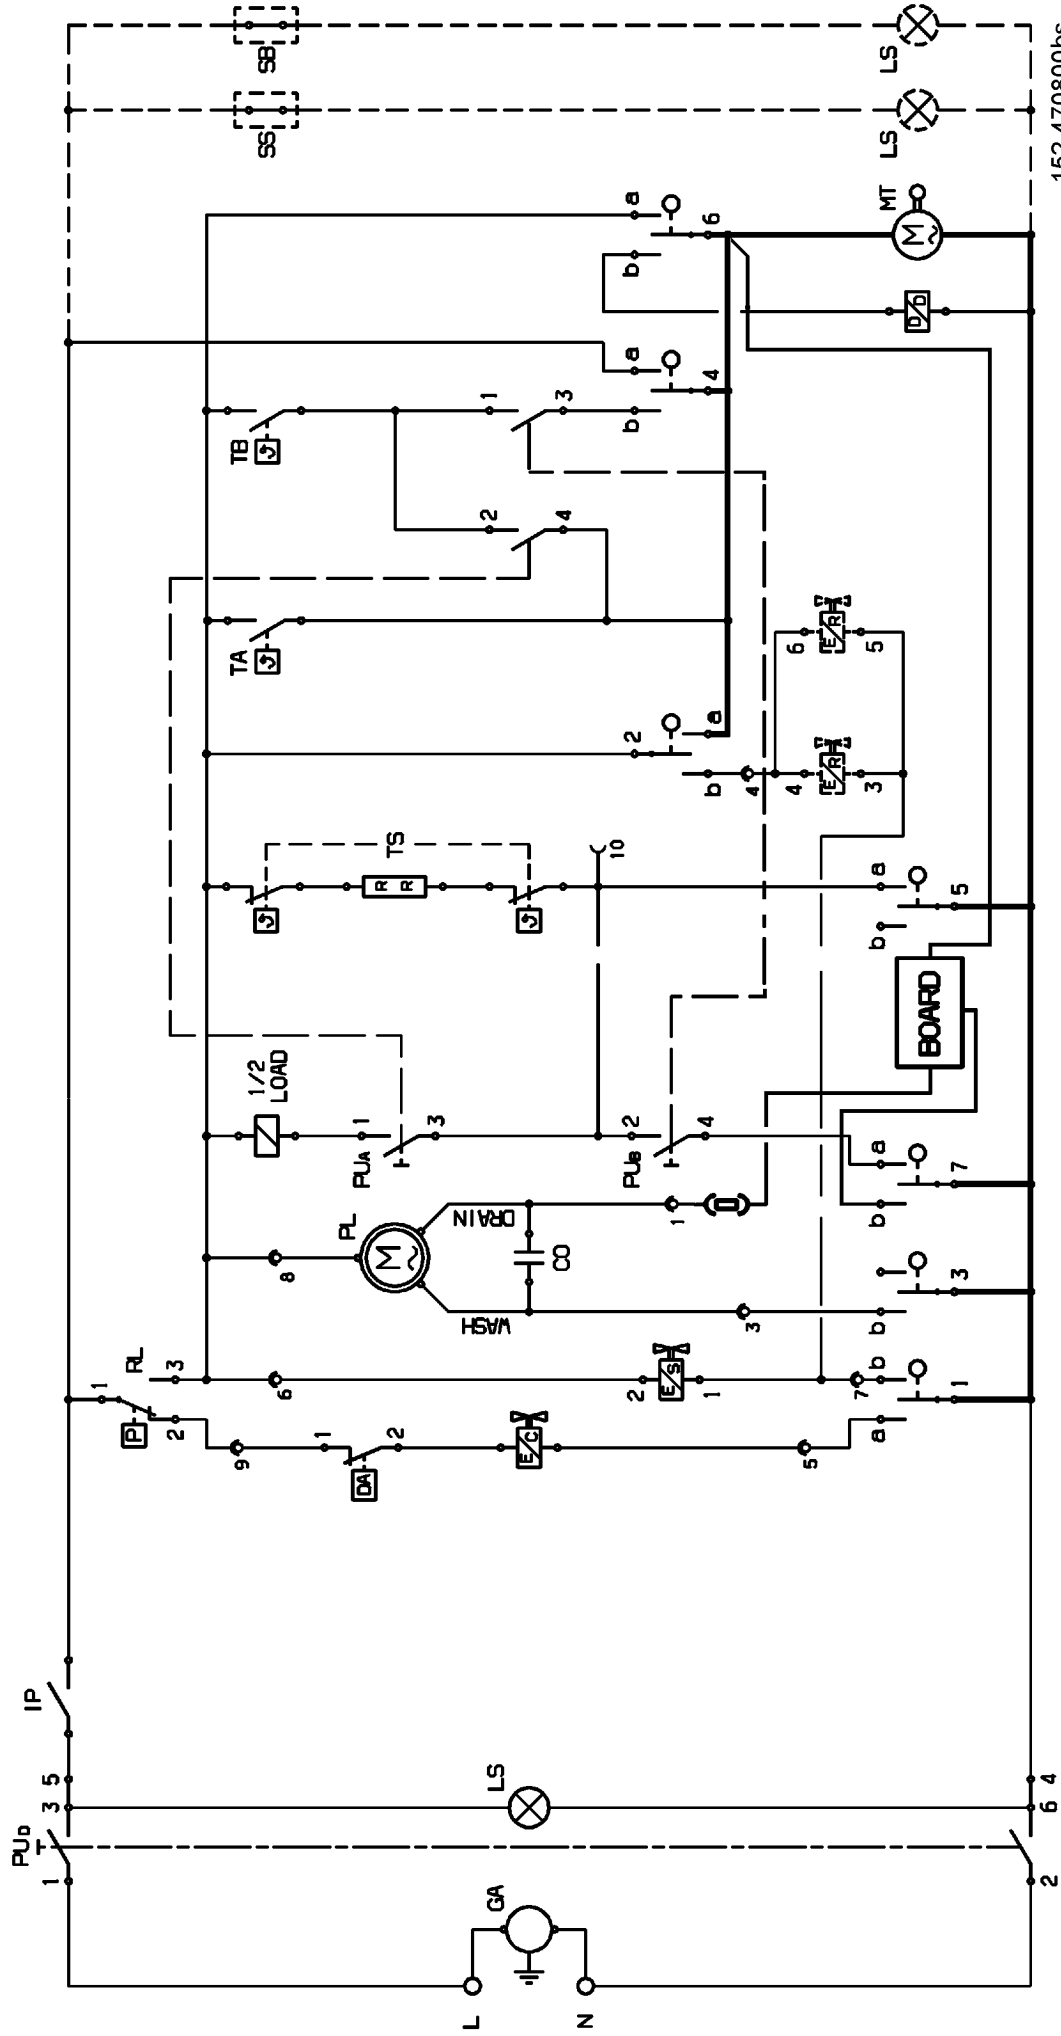 PUD
IP
1
3
5
1
RL
P
2
3
9
6
8
1/2
LOAD
TA
TB
SS
SB
1
DA
2
PL
M
PUA
1
3
R R
TS
GA
LS
L
N
E C
WASH
DRAIN
CO
2
4
1
3
10
E S
2
1
PUB
2
4
1
3
4
b
2
a
b
a
4
b
a
6
5
7
E R
4
3
E R
6
5
a
b
b
b
a
b
a
D D
M
MT
LS
LS
BOARD
1
3
7
5
2
6
4
152 470800bs